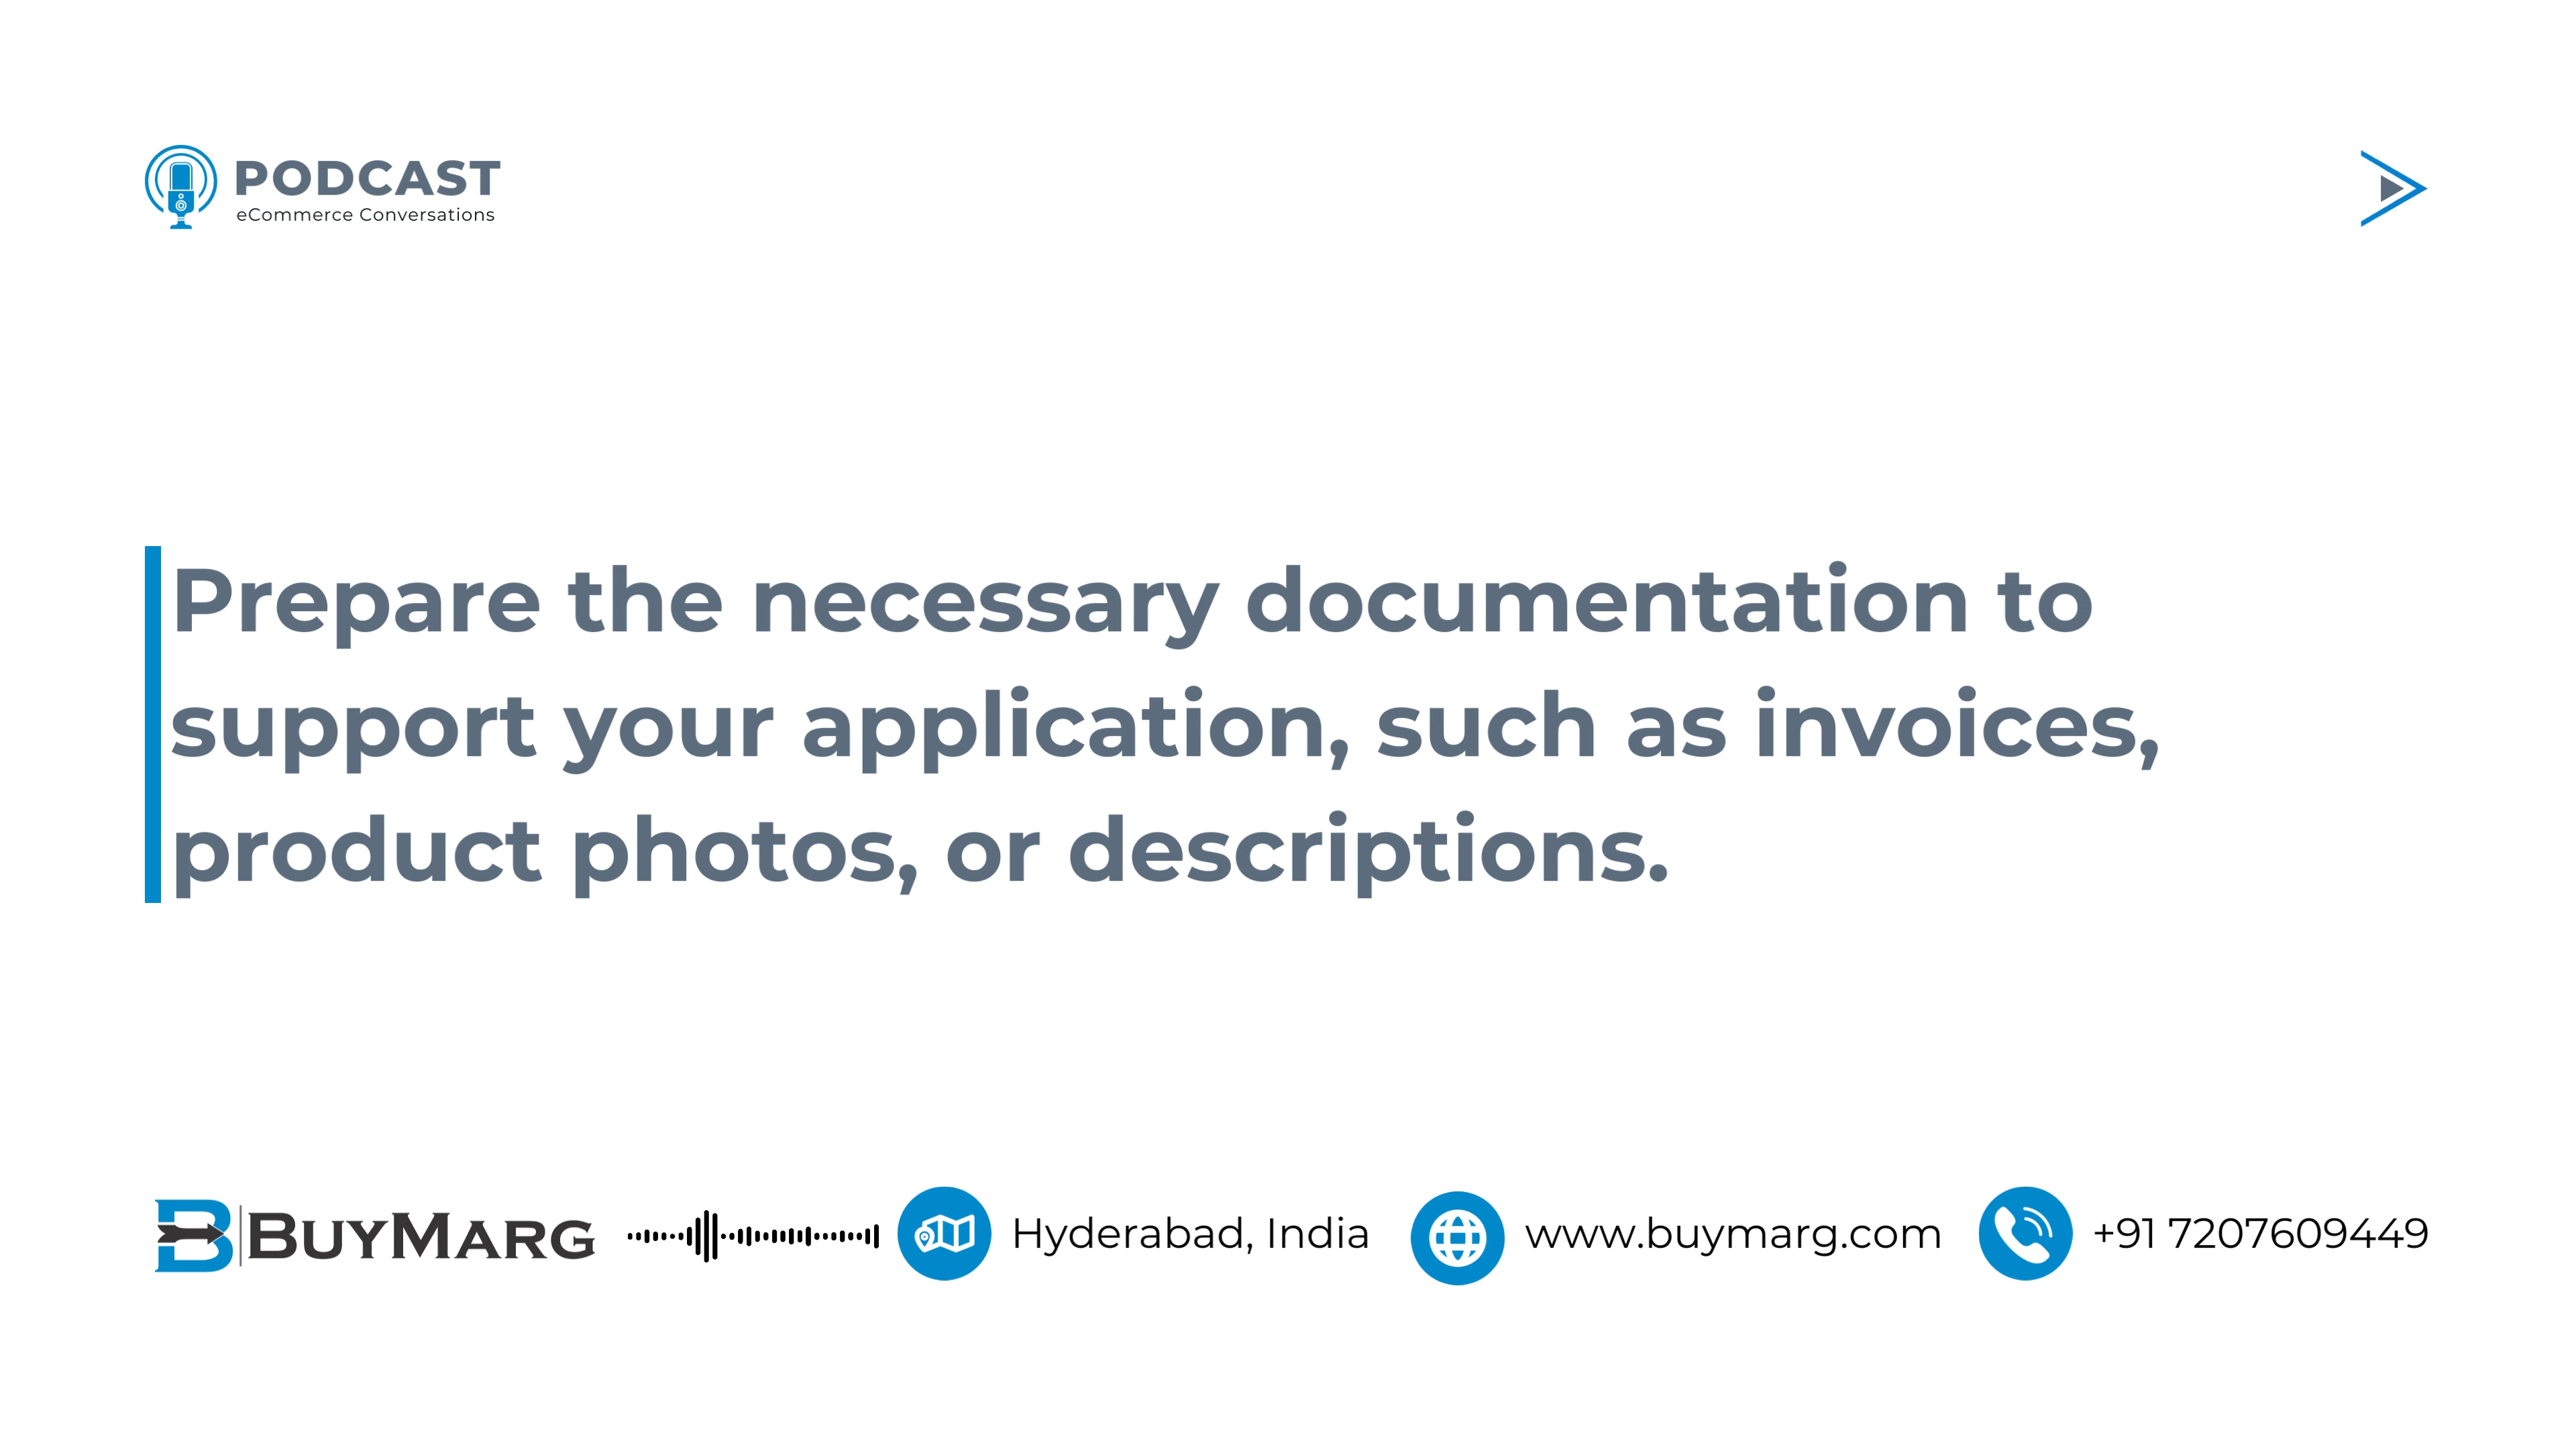 PODCAST
eCommerce Conversations
Prepare the necessary documentation to
support your application, such as invoices,
product photos, or descriptions.
B BUYMARG
Hyderabad, India
www.buymarg.com
+91 7207609449